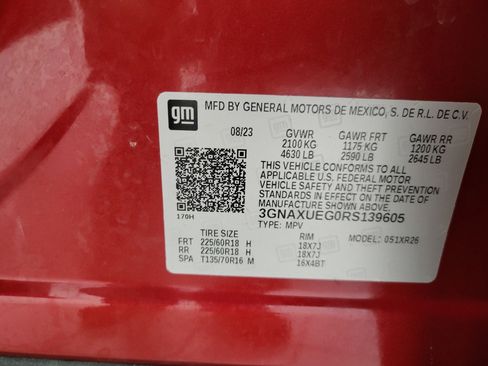 gm
MFD BY GENERAL MOTORS DE MEXICO, S. DE R.L. DE C.V.
08/23 GVWR GAWR FRT GAWR RR
2100 KG 1175 KG 1200 KG
4630 LB 2590 LB 2645 LB
THIS VEHICLE CONFORMS TO ALL
APPLICABLE U.S. FEDERAL MOTOR
VEHICLE SAFETY AND THEFT PREVENTION
STANDARDS IN EFFECT ON THE DATE OF
MANUFACTURE SHOWN ABOVE.
3GNAXUEG0RS139605
170H TYPE: MPV
TIRE SIZE RIM MODEL: 051XR26
FRT 225/60R18 H 18X7J
RR 225/60R18 H 18X7J
SPA T135/70R16 M 16X4BT